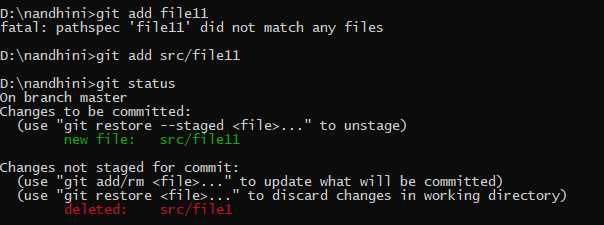 D:\nandhini>git add file11
fatal: pathspec 'file11' did not match any files
D:\nandhini>git add src/file11
D:\nandhini>git status
On branch master
Changes to be committed:
  (use "git restore --staged <file>..." to unstage)
        new file:   src/file11
Changes not staged for commit:
  (use "git add/rm <file>..." to update what will be committed)
  (use "git restore <file>..." to discard changes in working directory)
        deleted:    src/file1